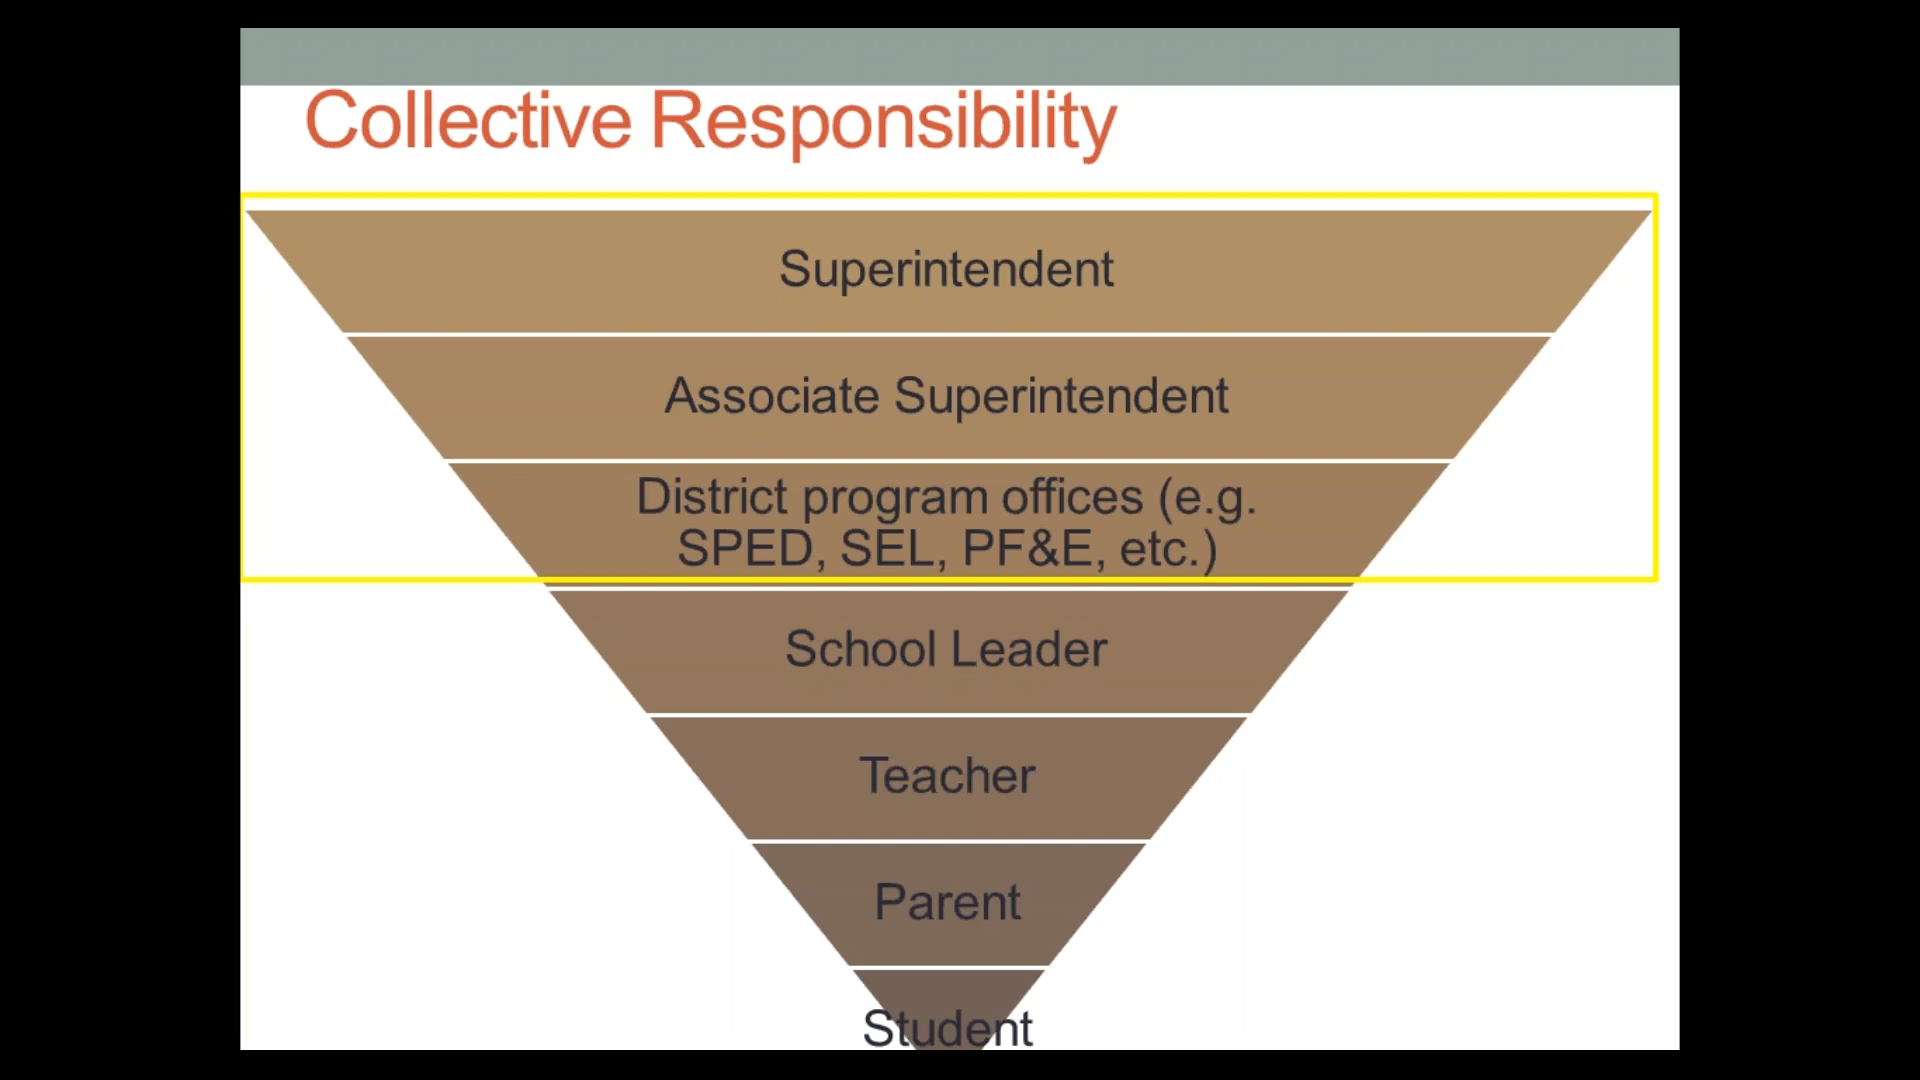 Collective Responsibility
Superintendent
Associate Superintendent
District program offices (e.g.
SPED, SEL, PF&E, etc.)
School Leader
Teacher
Parent
Student